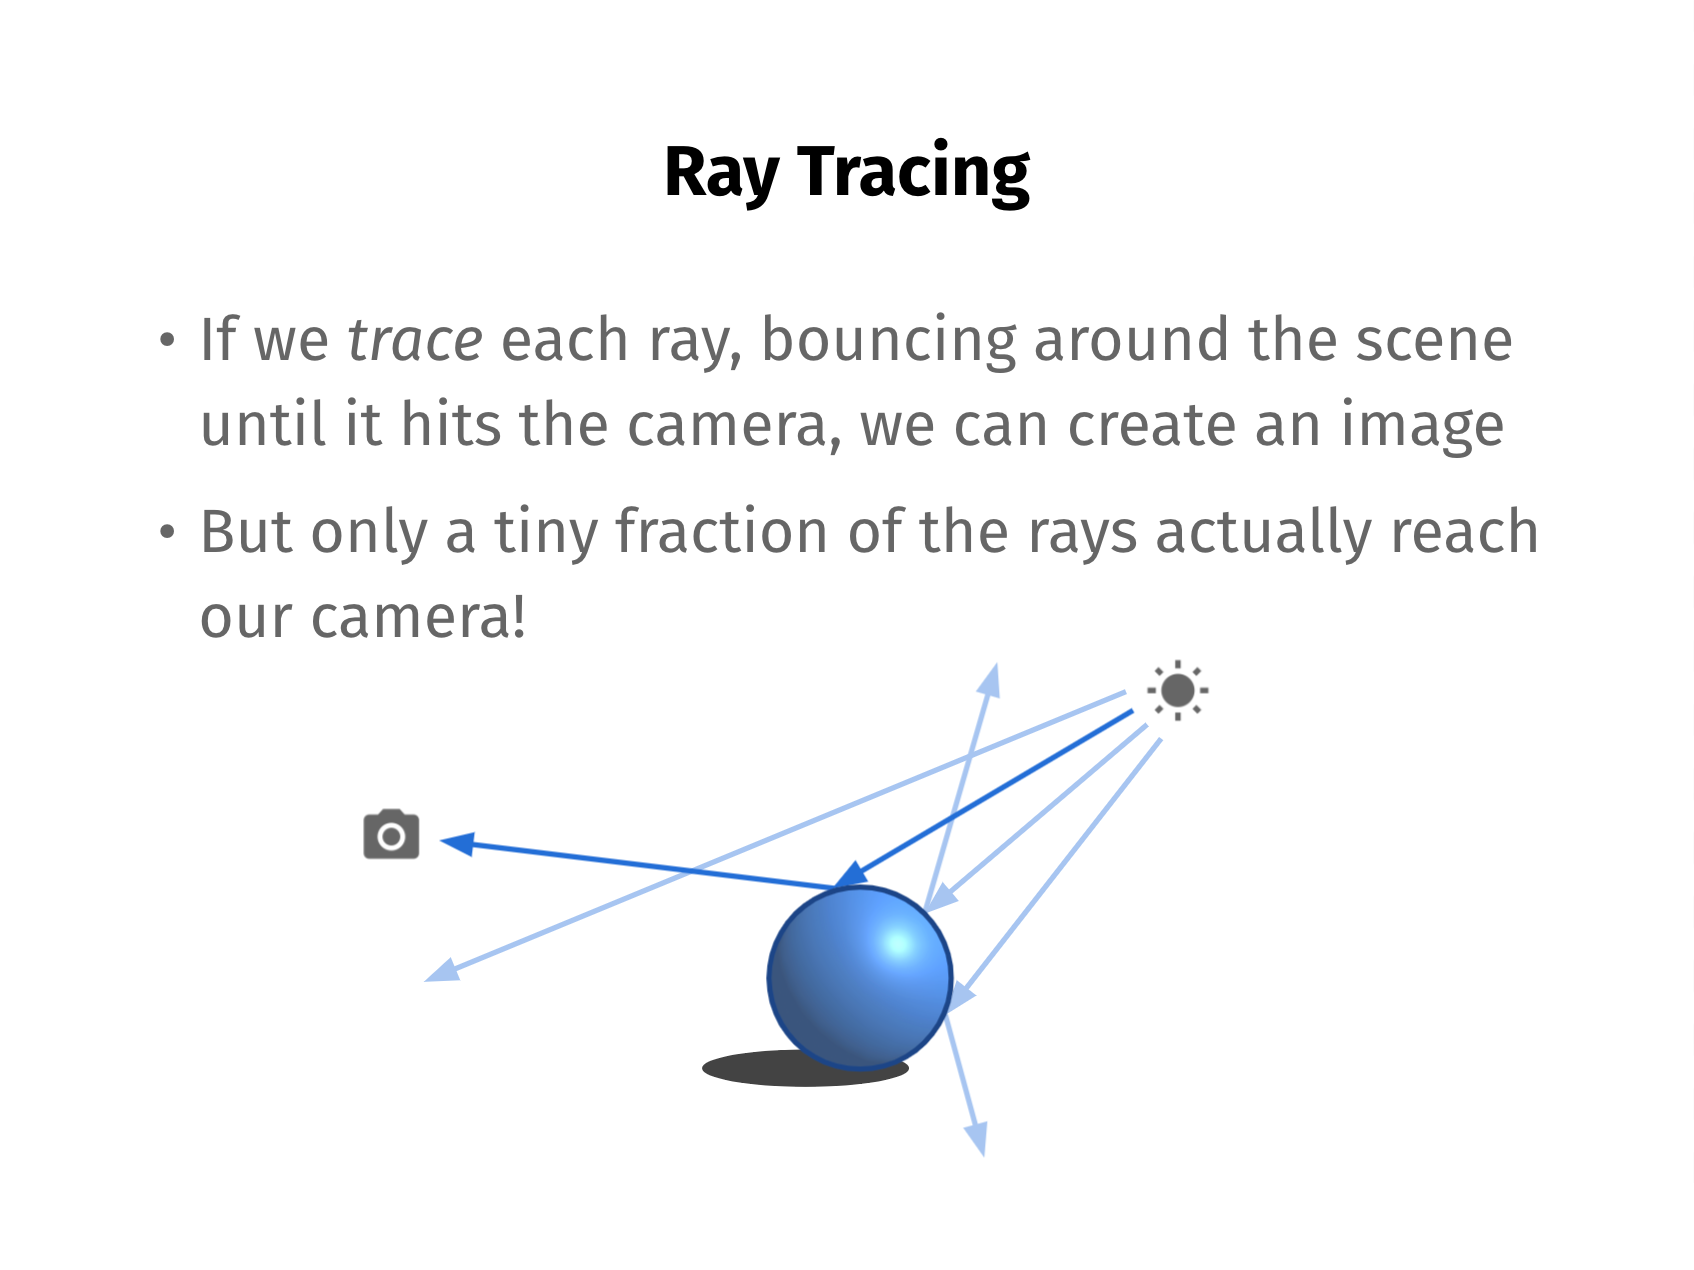 Ray Tracing
• If we trace each ray, bouncing around the scene
until it hits the camera, we can create an image
• But only a tiny fraction of the rays actually reach
our camera!